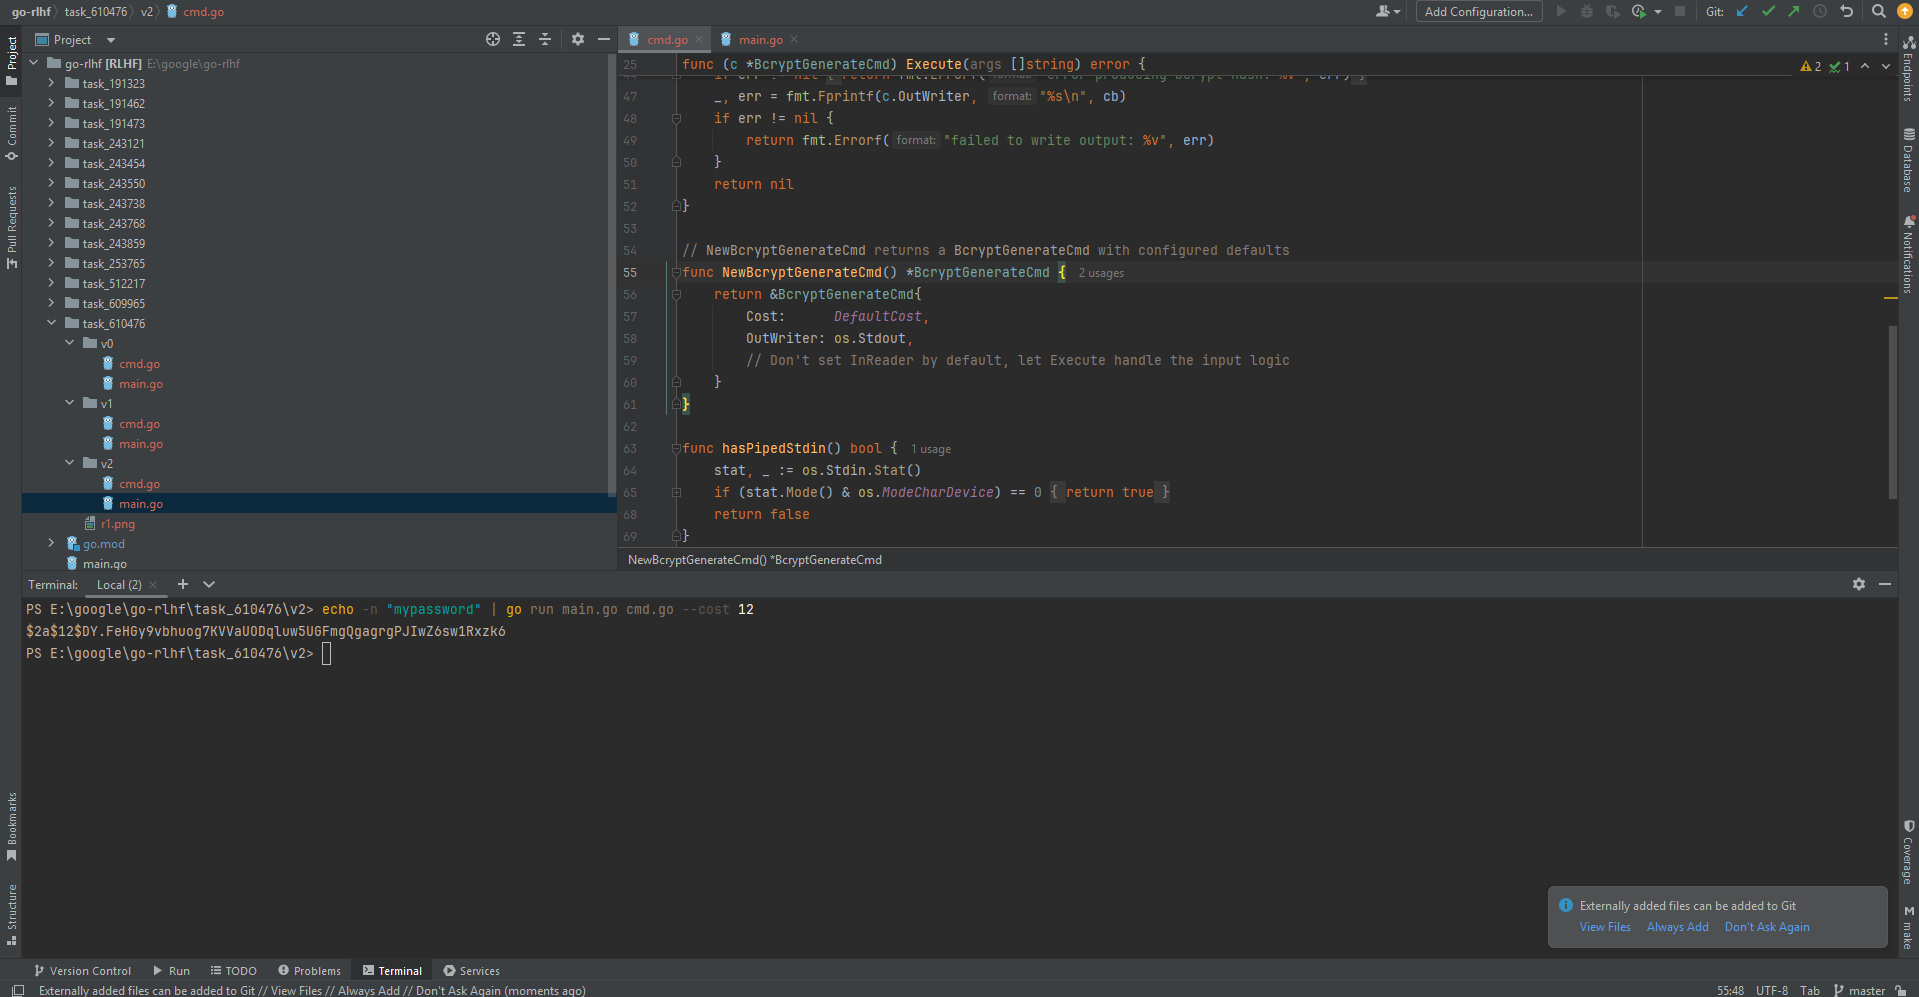 go-rlhf task_610476 v2 cmd.go
Add Configuration... Git:
Project
cmd.go main.go
go-rlhf [RLHF] E:\google\go-rlhf
task_191323
task_191462
task_191473
task_243121
task_243454
task_243550
task_243738
task_243768
task_243859
task_253765
task_512217
task_609965
task_610476
v0
cmd.go
main.go
v1
cmd.go
main.go
v2
cmd.go
main.go
r1.png
go.mod
main.go
Project
Commit
Pull Requests
Bookmarks
Structure
25 func (c *BcryptGenerateCmd) Execute(args []string) error {
2 1
47 _, err = fmt.Fprintf(c.OutWriter, format: "%s\n", cb)
48 if err != nil {
49 return fmt.Errorf( format: "failed to write output: %v", err)
50 }
51 return nil
52 }
53
54 // NewBcryptGenerateCmd returns a BcryptGenerateCmd with configured defaults
55 func NewBcryptGenerateCmd() *BcryptGenerateCmd { 2 usages
56 return &BcryptGenerateCmd{
57 Cost: DefaultCost,
58 OutWriter: os.Stdout,
59 // Don't set InReader by default, let Execute handle the input logic
60 }
61 }
62
63 func hasPipedStdin() bool { 1 usage
64 stat, _ := os.Stdin.Stat()
65 if (stat.Mode() & os.ModeCharDevice) == 0 { return true }
68 return false
69 }
NewBcryptGenerateCmd() *BcryptGenerateCmd
Endpoints
Database
Notifications
Coverage
make
Terminal: Local (2)
PS E:\google\go-rlhf\task_610476\v2> echo -n "mypassword" | go run main.go cmd.go --cost 12
$2a$12$DY.FeHGy9vbhuog7KVVaUODqluw5UGFmgQgagrgPJIwZ6sw1Rxzk6
PS E:\google\go-rlhf\task_610476\v2>
Externally added files can be added to Git
View Files Always Add Don't Ask Again
Version Control Run TODO Problems Terminal Services
Externally added files can be added to Git // View Files // Always Add // Don't Ask Again (moments ago)
55:48 UTF-8 Tab master